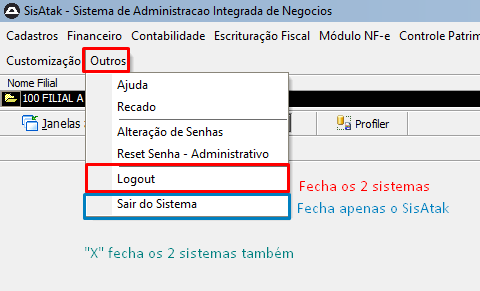 SisAtak - Sistema de Administracao Integrada de Negocios
Cadastros Financeiro Contabilidade Escrituração Fiscal Módulo NF-e Controle Patrim
Customização Outros
Nome Filial
100 FILIAL A
Ajuda
Recado
Janelas Profiler
Alteração de Senhas
Reset Senha - Administrativo
Logout Fecha os 2 sistemas
Sair do Sistema Fecha apenas o SisAtak
"X" fecha os 2 sistemas também